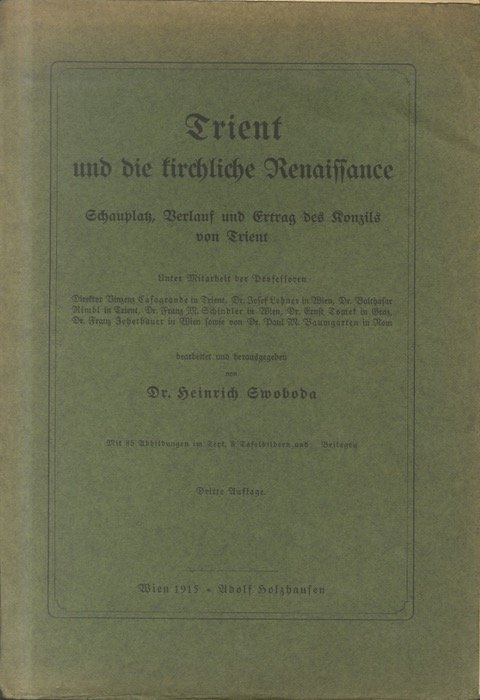 Trient
und die kirchliche Renaissance
Schauplatz, Verlauf und Ertrag des Konzils
von Trient
Unter Mitarbeit der Professoren
Direktor Vinzenz Casagrande in Trient, Dr. Josef Lehner in Wien, Dr. Balthasar
Rimbl in Trient, Dr. Franz M. Schindler in Wien, Dr. Ernst Tomek in Graz,
Dr. Franz Zehetbauer in Wien sowie von Dr. Paul M. Baumgarten in Rom
bearbeitet und herausgegeben
von
Dr. Heinrich Swoboda
Mit 85 Abbildungen im Text, 8 Tafelbildern und Beilagen
Dritte Auflage.
Wien 1915 • Adolf Holzhausen